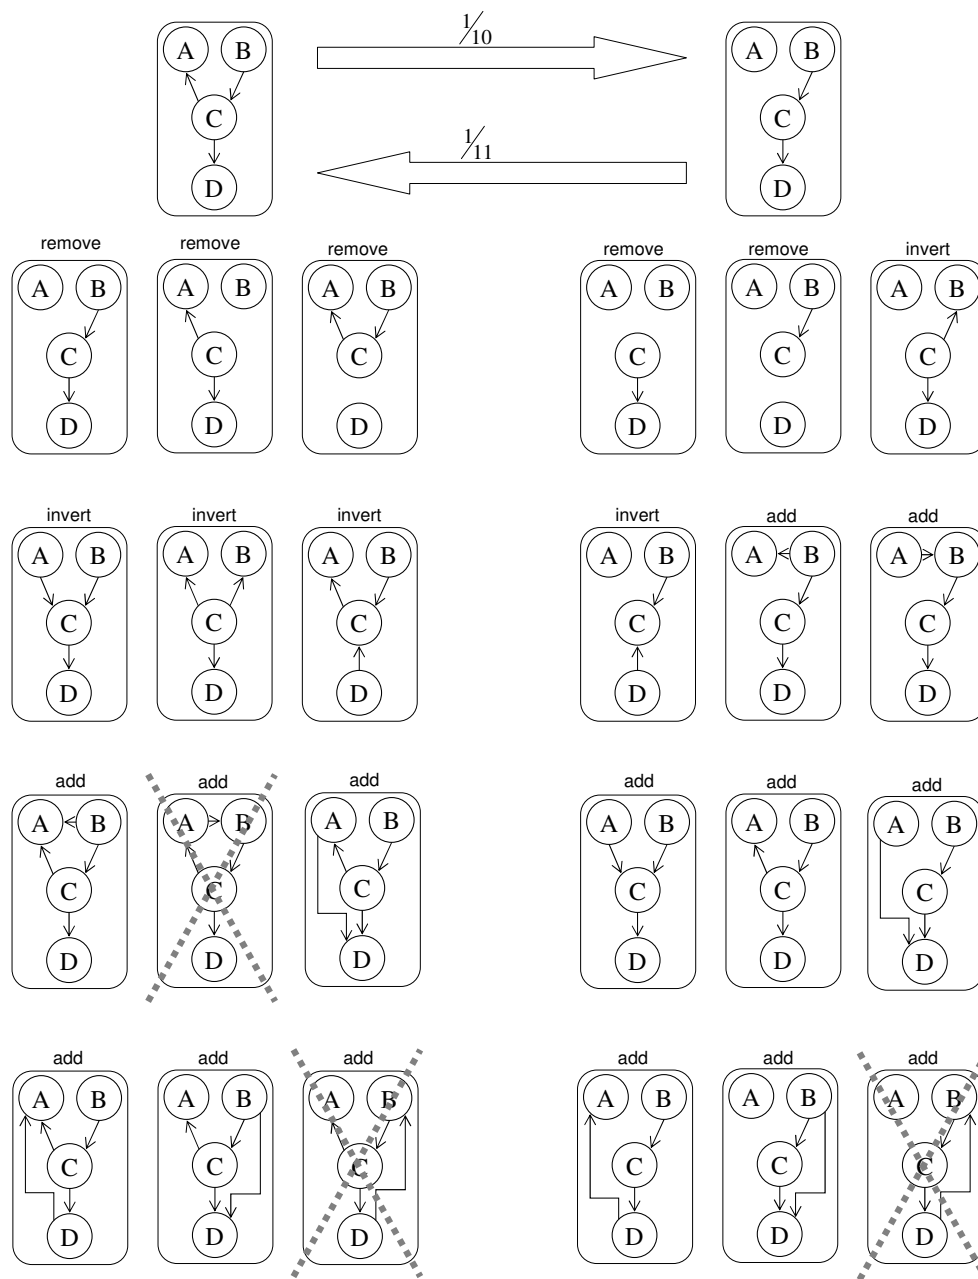 1/10
A B A B
C C
1/11
D D
remove remove remove remove remove invert
A B A B A B A B A B A B
C C C C C C
D D D D D D
invert invert invert invert add add
A B A B A B A B A B A B
C C C C C C
D D D D D D
add add add add add add
A B A B A B A B A B A B
C C C C C C
D D D D D D
add add add add add add
A B A B A B A B A B A B
C C C C C C
D D D D D D